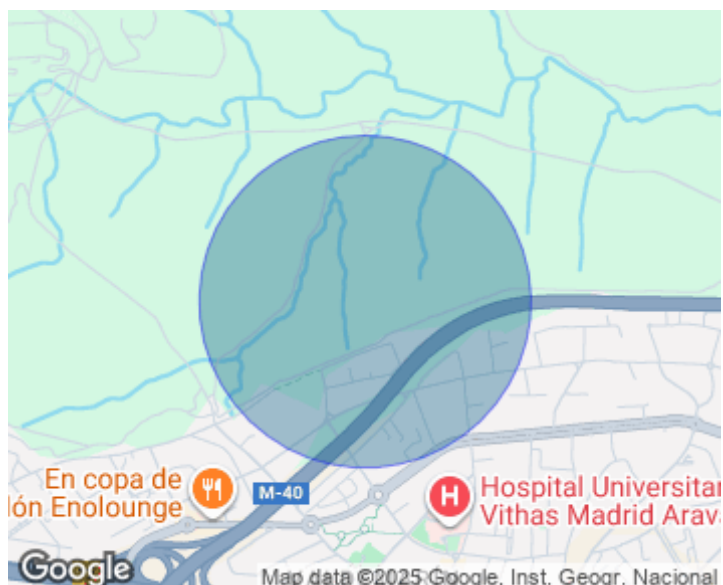 En copa de
lón Enolounge
M-40
H
Hospital Universitar
Vithas Madrid Arava
Google
Map data ©2025 Google, Inst. Geogr. Nacional